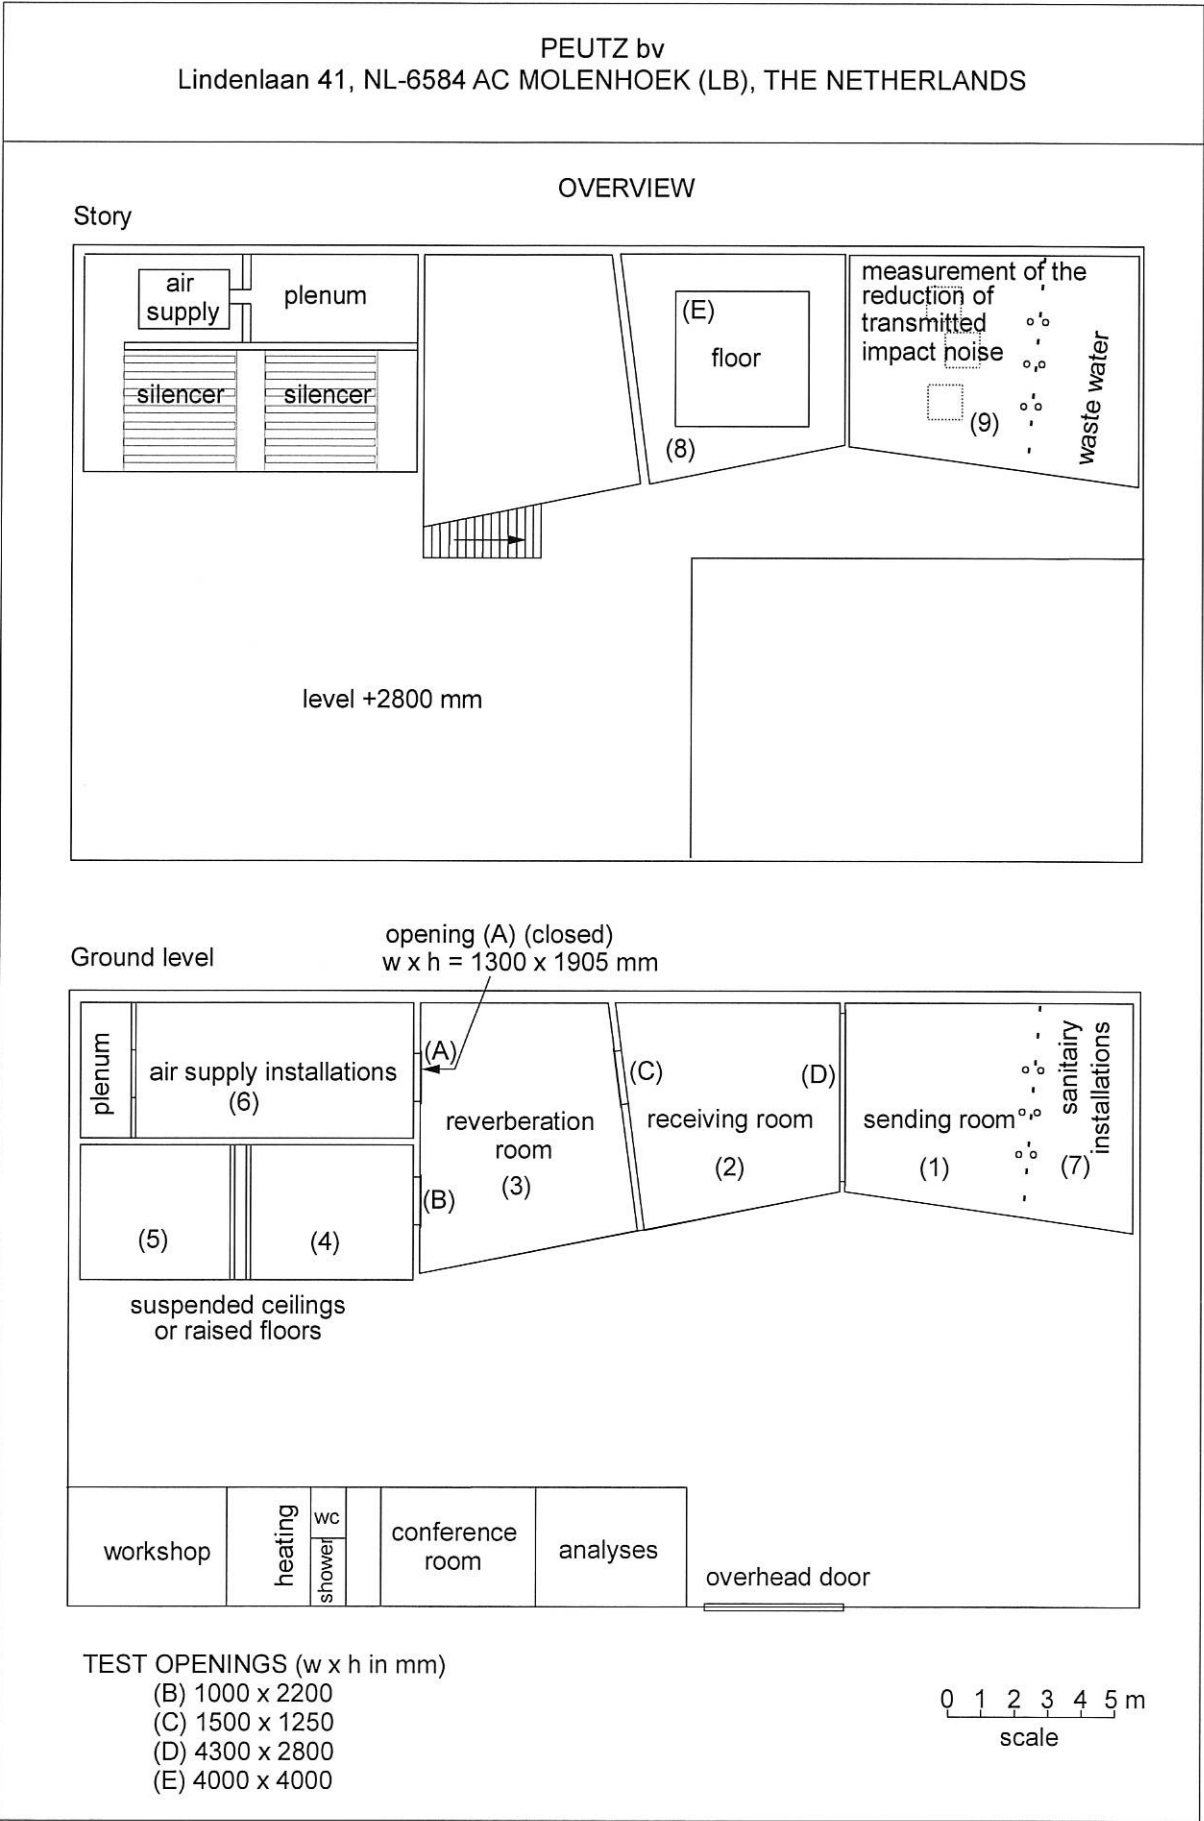 PEUTZ bv
Lindenlaan 41, NL-6584 AC MOLENHOEK (LB), THE NETHERLANDS
OVERVIEW
Story
air
supply
plenum
silencer
silencer
(E)
floor
(8)
measurement of the
reduction of
transmitted
impact noise
(9)
waste water
level +2800 mm
Ground level
opening (A) (closed)
w x h = 1300 x 1905 mm
plenum
air supply installations
(6)
(A)
(B)
reverberation
room
(3)
(C)
(D)
receiving room
(2)
sending room
(1)
sanitairy
installations
(7)
(5)
(4)
suspended ceilings
or raised floors
workshop
heating
wc
shower
conference
room
analyses
overhead door
TEST OPENINGS (w x h in mm)
(B) 1000 x 2200
(C) 1500 x 1250
(D) 4300 x 2800
(E) 4000 x 4000
0 1 2 3 4 5 m
scale